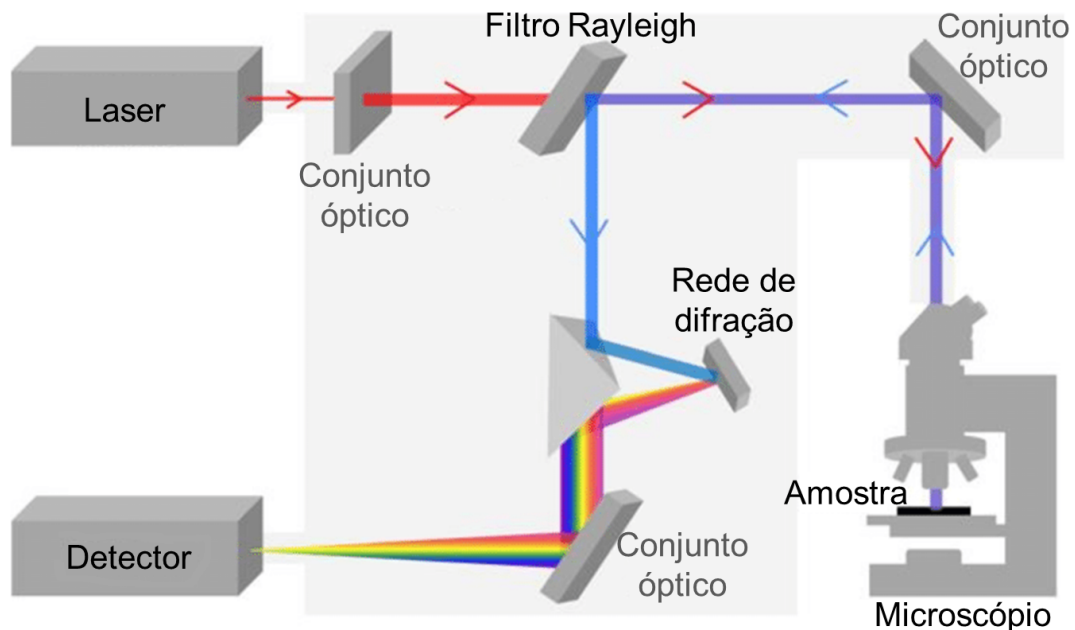 Filtro Rayleigh
Conjunto
óptico
Laser
Conjunto
óptico
Rede de
difração
Amostra
Detector
Conjunto
óptico
Microscópio